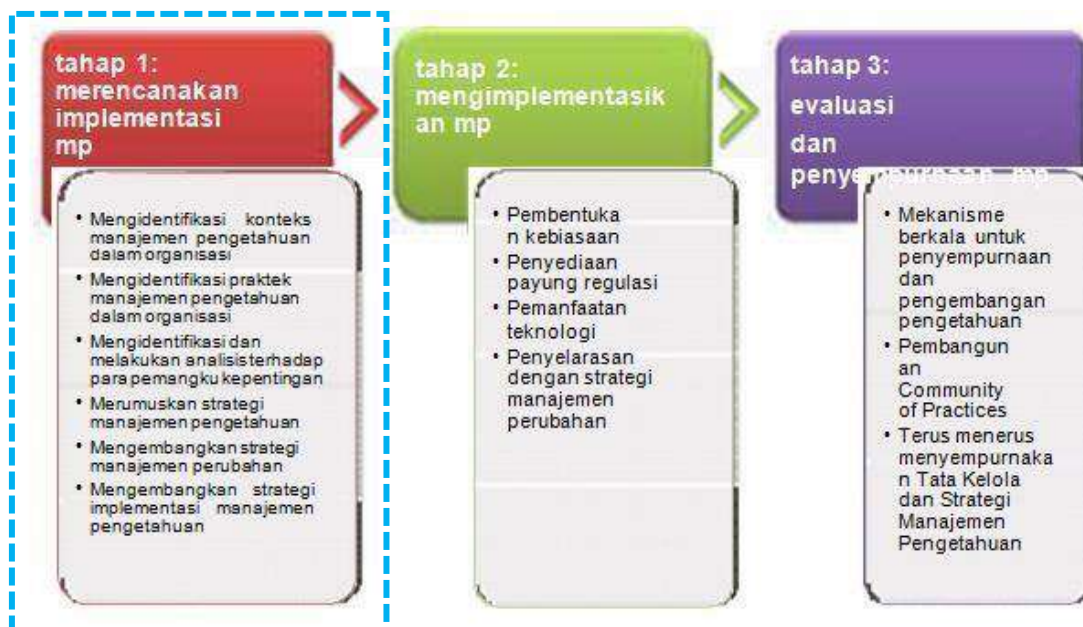 tahap 1:
merencanakan
implementasi
mp
• Mengidentifikasi konteks
manajemen pengetahuan
dalam organisasi
• Mengidentifikasi praktek
manajemen pengetahuan
dalam organisasi
• Mengidentifikasi dan
melakukan analisis terhadap
para pemangku kepentingan
• Merumuskan strategi
manajemen pengetahuan
• Mengembangkan strategi
manajemen perubahan
• Mengembangkan strategi
implementasi manajemen
pengetahuan
tahap 2:
mengimplementasik
an mp
• Pembentuka
n kebiasaan
• Penyediaan
payung regulasi
• Pemanfaatan
teknologi
• Penyelarasan
dengan strategi
manajemen
perubahan
tahap 3:
evaluasi
dan
penyempurnaan mp
• Mekanisme
berkala untuk
penyempurnaan
dan
pengembangan
pengetahuan
• Pembangun
an
Community
of Practices
• Terus menerus
menyempurnaka
n Tata Kelola
dan Strategi
Manajemen
Pengetahuan